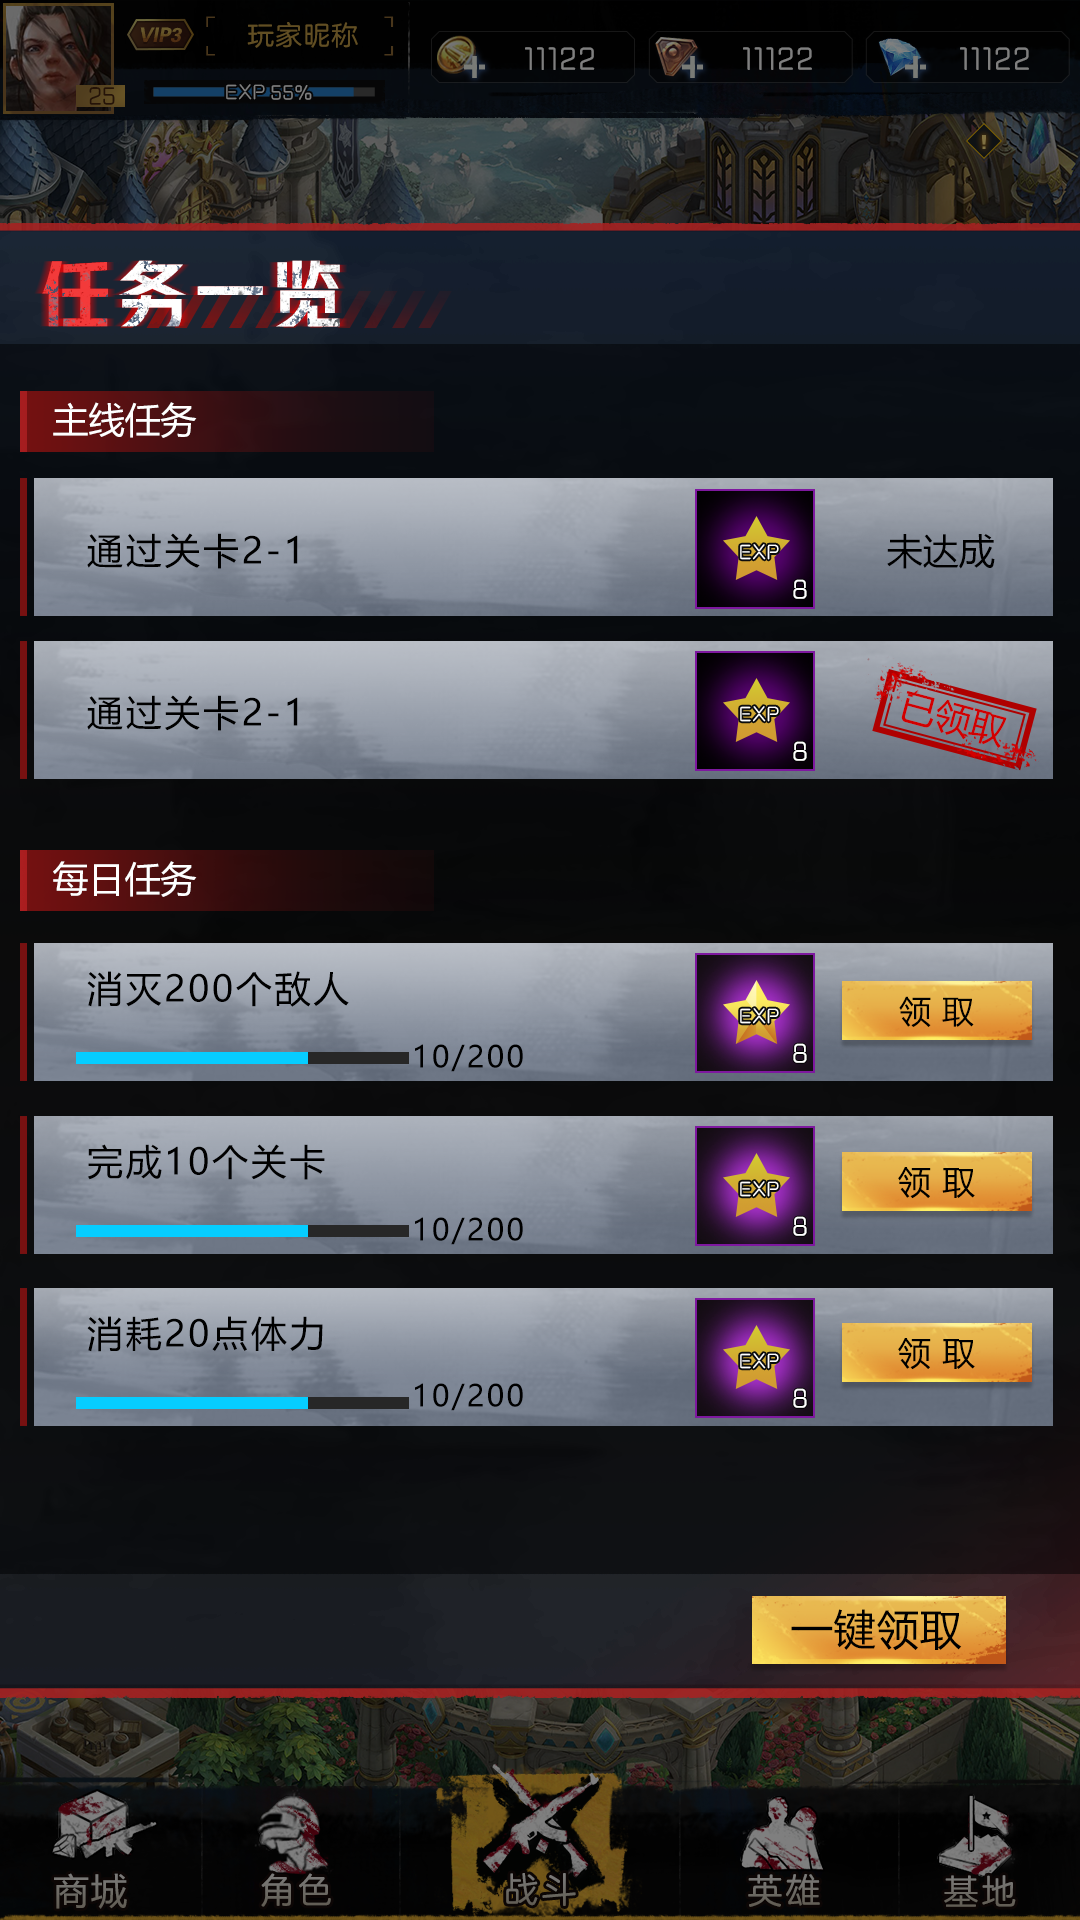 VIP3
玩家昵称
25
EXP 55%
11122
11122
11122
任务一览
主线任务
通过关卡2-1
EXP
8
未达成
通过关卡2-1
EXP
8
已领取
每日任务
消灭200个敌人
10/200
EXP
8
领 取
完成10个关卡
10/200
EXP
8
领 取
消耗20点体力
10/200
EXP
8
领 取
一键领取
商城
角色
战斗
英雄
基地